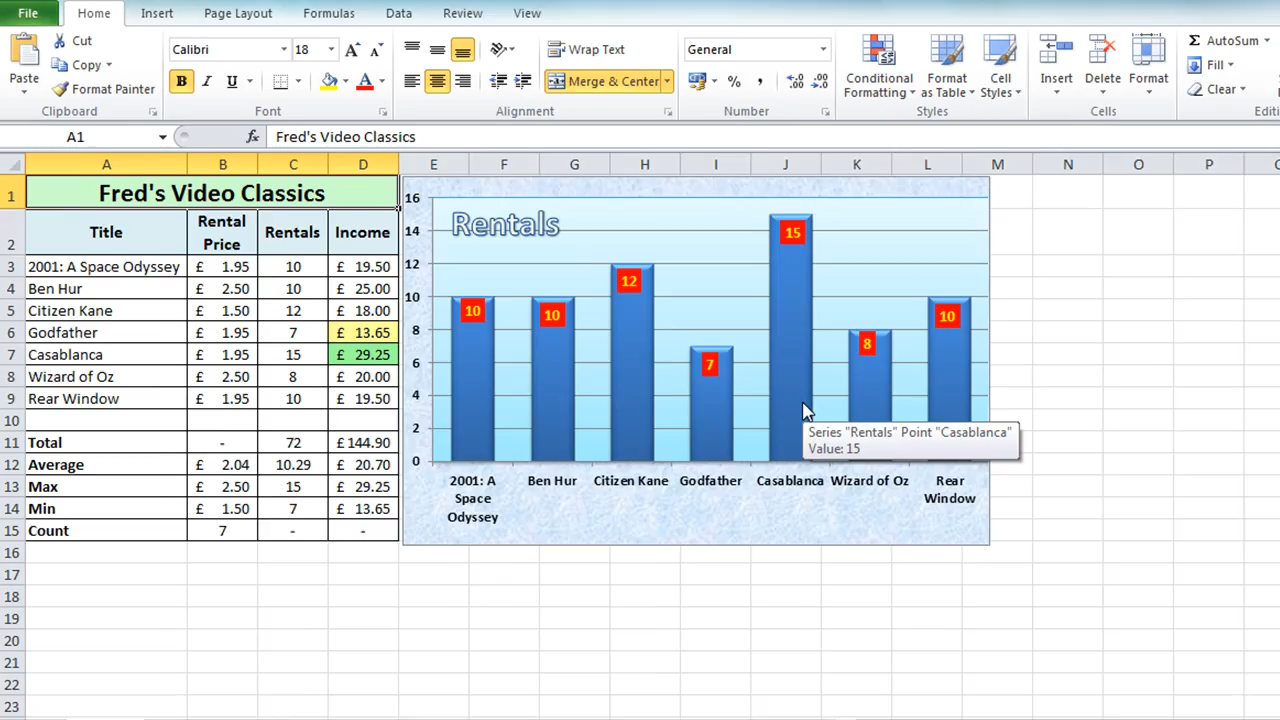 File Home Insert Page Layout Formulas Data Review View
Paste Cut
Copy
Format Painter
Clipboard
Calibri 18 A A
B I U A
Font
Wrap Text
Merge & Center
Alignment
General
% , .00
Number
Conditional Formatting Format as Table Cell Styles
Styles
Insert Delete Format
Cells
Σ AutoSum
Fill
Clear
Editi
A1 fx Fred's Video Classics
A B C D E F G H I J K L M N O P
1 Fred's Video Classics
2 Title Rental Price Rentals Income
3 2001: A Space Odyssey £ 1.95 10 £ 19.50
4 Ben Hur £ 2.50 10 £ 25.00
5 Citizen Kane £ 1.50 12 £ 18.00
6 Godfather £ 1.95 7 £ 13.65
7 Casablanca £ 1.95 15 £ 29.25
8 Wizard of Oz £ 2.50 8 £ 20.00
9 Rear Window £ 1.95 10 £ 19.50
10
11 Total - 72 £144.90
12 Average £ 2.04 10.29 £ 20.70
13 Max £ 2.50 15 £ 29.25
14 Min £ 1.50 7 £ 13.65
15 Count 7 - -
16
17
18
19
20
21
22
23
Rentals
16
14
12
10
8
6
4
2
0
10 10 12 7 15 8 10
Series "Rentals" Point "Casablanca"
Value: 15
2001: A Space Odyssey Ben Hur Citizen Kane Godfather Casablanca Wizard of Oz Rear Window